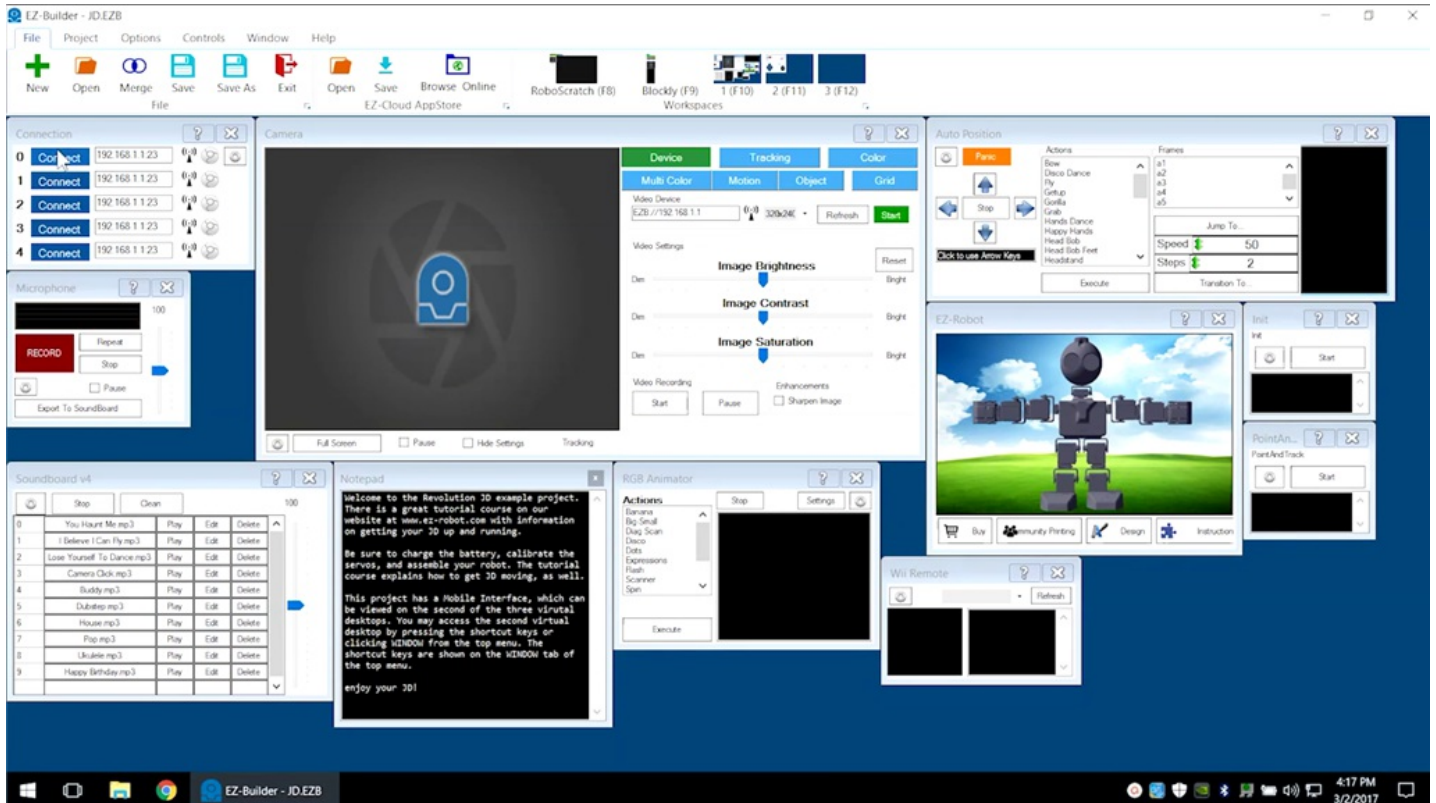 EZ-Builder - JD.EZB
File Project Options Controls Window Help
New Open Merge Save Save As Exit Open Save Browse Online RoboScratch (F8) Blockly (F9) 1 (F10) 2 (F11) 3 (F12)
File EZ-Cloud AppStore Workspaces
Connection
0 Connect 192.168.1.1:23
1 Connect 192.168.1.1:23
2 Connect 192.168.1.1:23
3 Connect 192.168.1.1:23
4 Connect 192.168.1.1:23
Microphone
100
RECORD
Repeat
Stop
Pause
Export To SoundBoard
Camera
Device Tracking Color
Multi Color Motion Object Grid
Video Device
EZB://192.168.1.1 Refresh Start
Video Settings
Reset
Image Brightness
Dim Bright
Image Contrast
Dim Bright
Image Saturation
Dim Bright
Video Recording Enhancements
Start Pause Sharpen Image
Full Screen Pause Hide Settings Tracking
Auto Position
Panic
Stop
Click to use Arrow Keys
Actions
Bow
Disco Dance
Fly
Getup
Gorilla
Grab
Hands Dance
Happy Hands
Head Bob
Head Bob Feet
Headstand
Execute
Frames
a1
a2
a3
a4
a5
Jump To...
Speed 50
Steps 2
Transition To...
EZ-Robot
Buy Design Instruction
Init
Init
Start
PointAn...
PointAndTrack
Start
Soundboard v4
Stop Clean 100
0 You Haunt Me.mp3 Play Edit Delete
1 I Believe I Can Fly.mp3 Play Edit Delete
2 Lose Yourself To Dance.mp3 Play Edit Delete
3 Camera Click.mp3 Play Edit Delete
4 Buddy.mp3 Play Edit Delete
5 Dubstep.mp3 Play Edit Delete
6 House.mp3 Play Edit Delete
7 Pop.mp3 Play Edit Delete
8 Ukulele.mp3 Play Edit Delete
9 Happy Birthday.mp3 Play Edit Delete
Notepad
Welcome to the Revolution JD example project.
There is a great tutorial course on our
website at www.ez-robot.com with information
on getting your JD up and running.
Be sure to charge the battery, calibrate the
servos, and assemble your robot. The tutorial
course explains how to get JD moving, as well.
This project has a Mobile Interface, which can
be viewed on the second of the three virutal
desktops. You may access the second virtual
desktop by pressing the shortcut keys or
clicking WINDOW from the top menu. The
shortcut keys are shown on the WINDOW tab of
the top menu.
enjoy your JD!
RGB Animator
Actions
Banana
Big-Small
Diag Scan
Disco
Dots
Expressions
Flash
Scanner
Spin
Execute
Stop Settings
Wii Remote
Refresh
EZ-Builder - JD.EZB
4:17 PM
3/2/2017